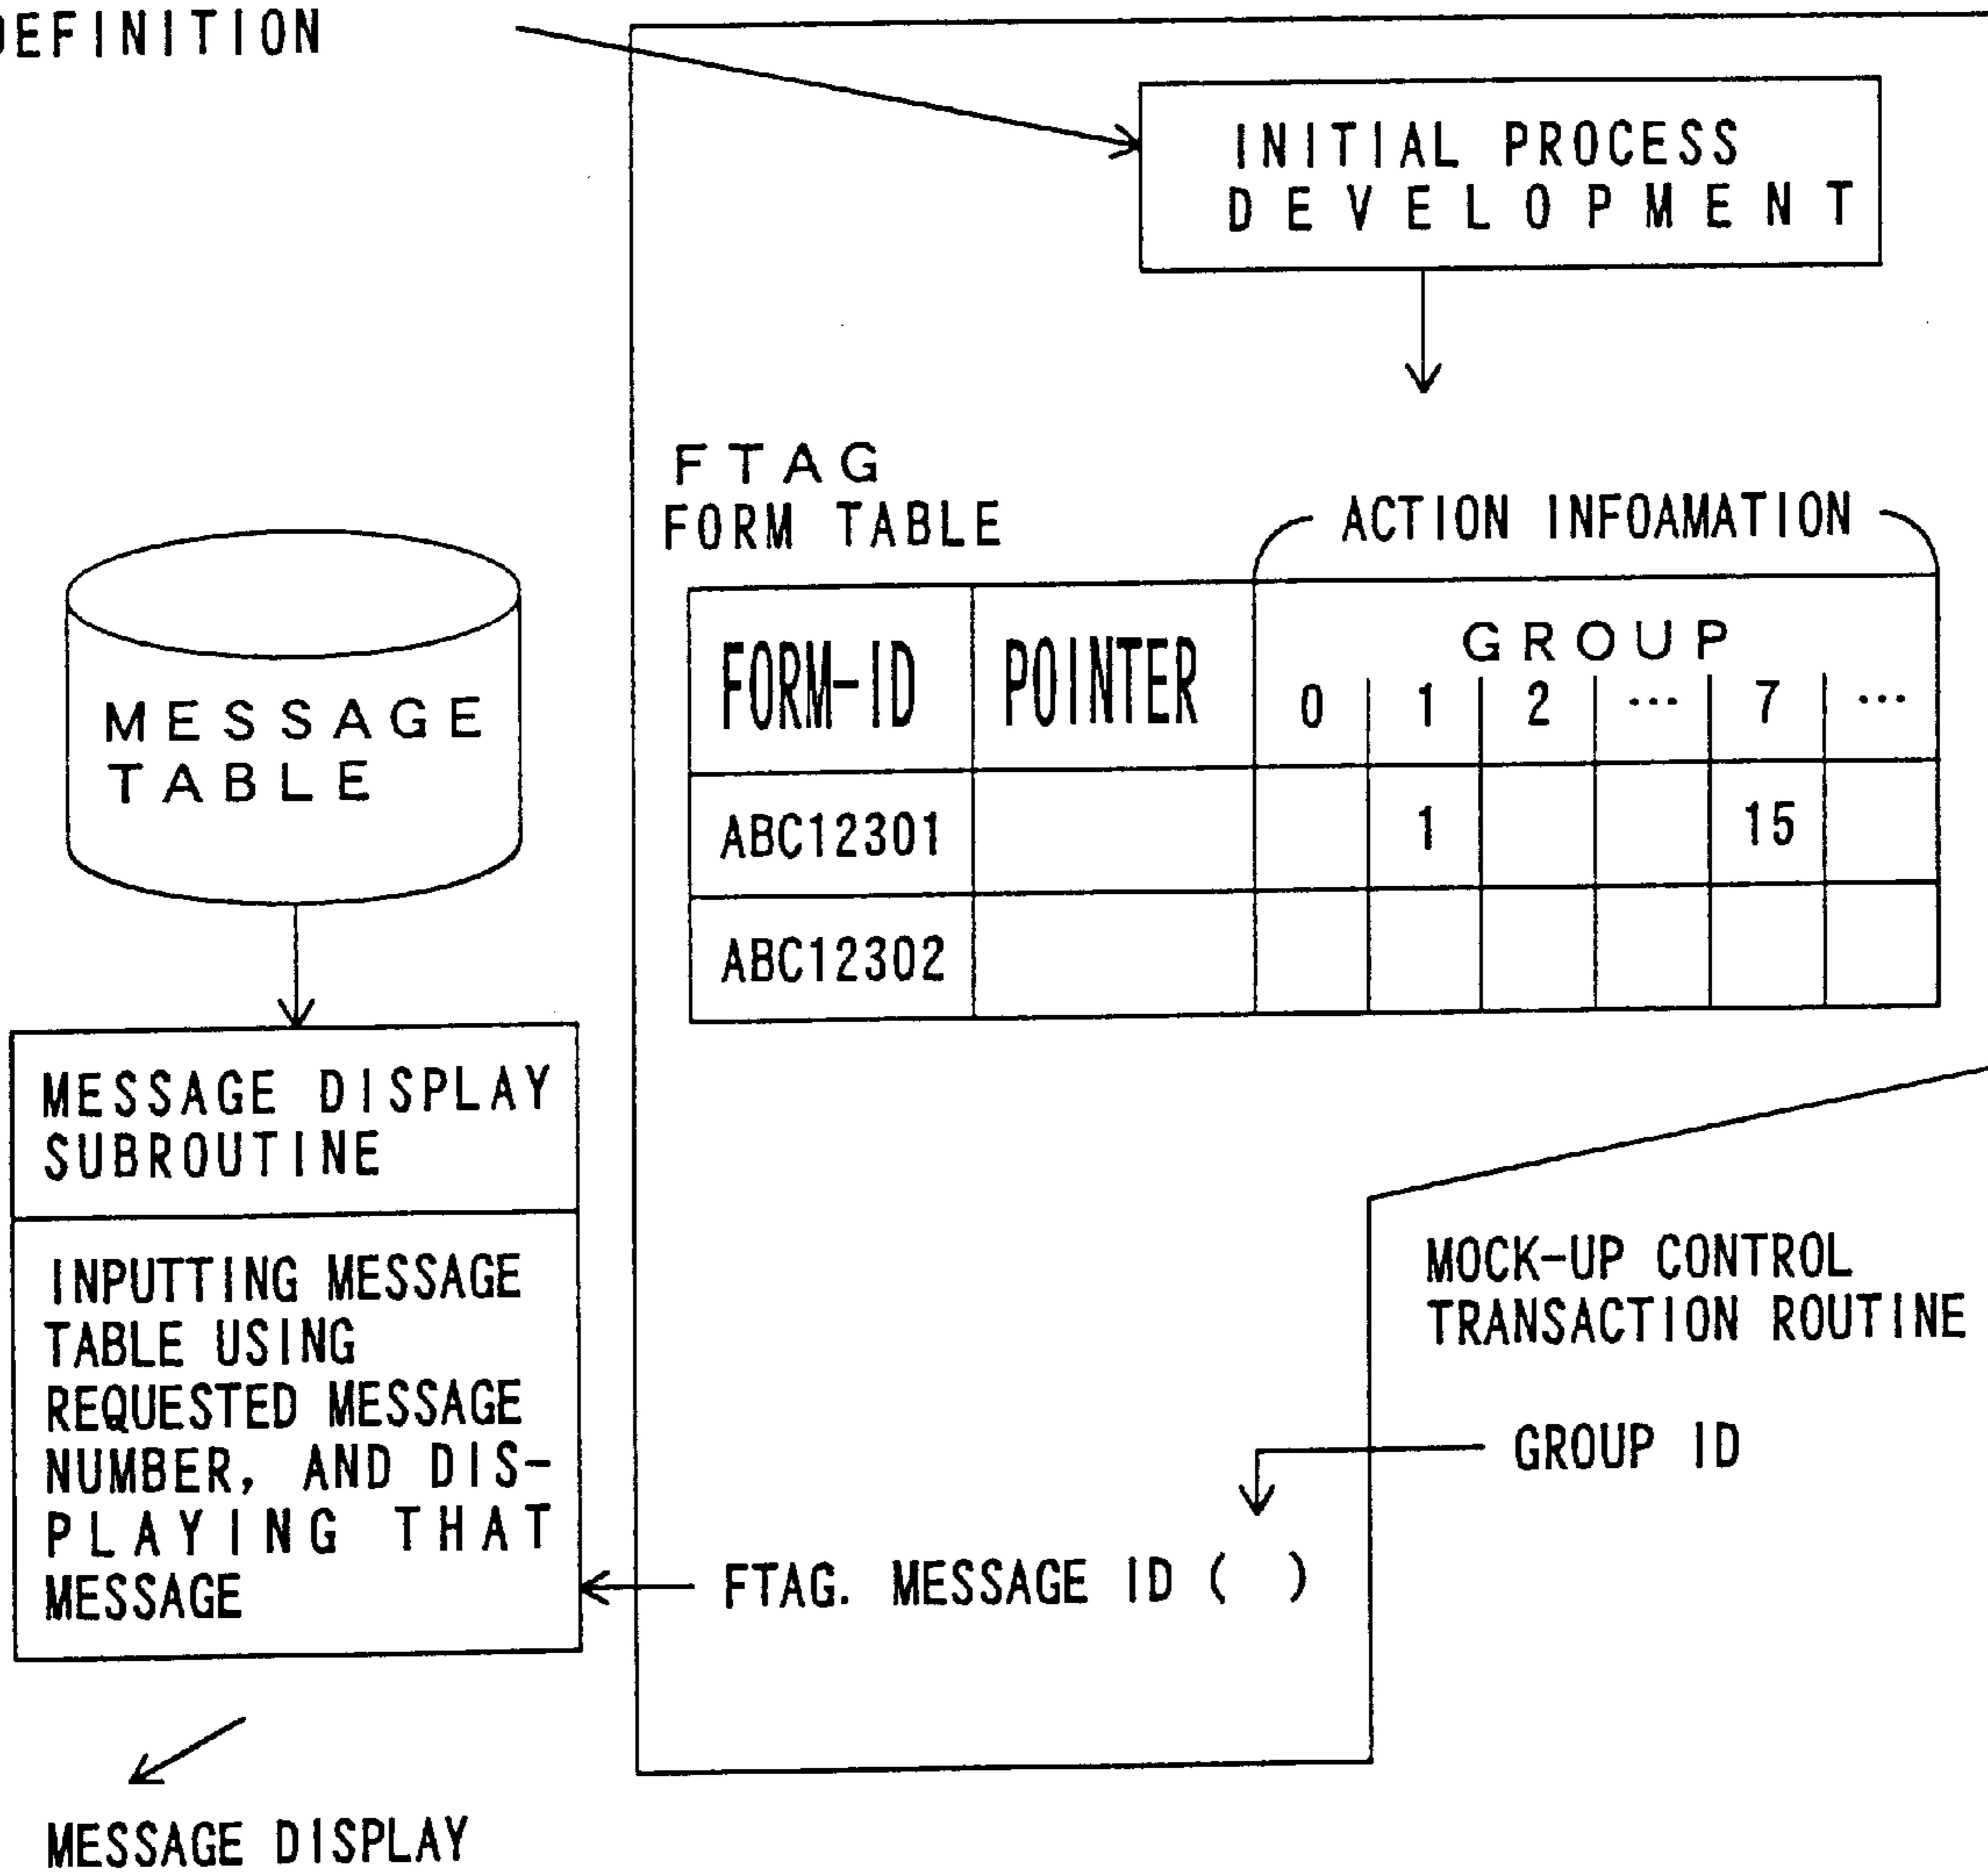 DEFINITION
INITIAL PROCESS
DEVELOPMENT
FTAG
FORM TABLE
ACTION INFOAMATION
FORM-ID POINTER GROUP
0 1 2 ... 7 ...
ABC12301 1 15
ABC12302
MESSAGE
TABLE
MESSAGE DISPLAY
SUBROUTINE
INPUTTING MESSAGE
TABLE USING
REQUESTED MESSAGE
NUMBER, AND DIS-
PLAYING THAT
MESSAGE
MOCK-UP CONTROL
TRANSACTION ROUTINE
GROUP ID
FTAG. MESSAGE ID ( )
MESSAGE DISPLAY